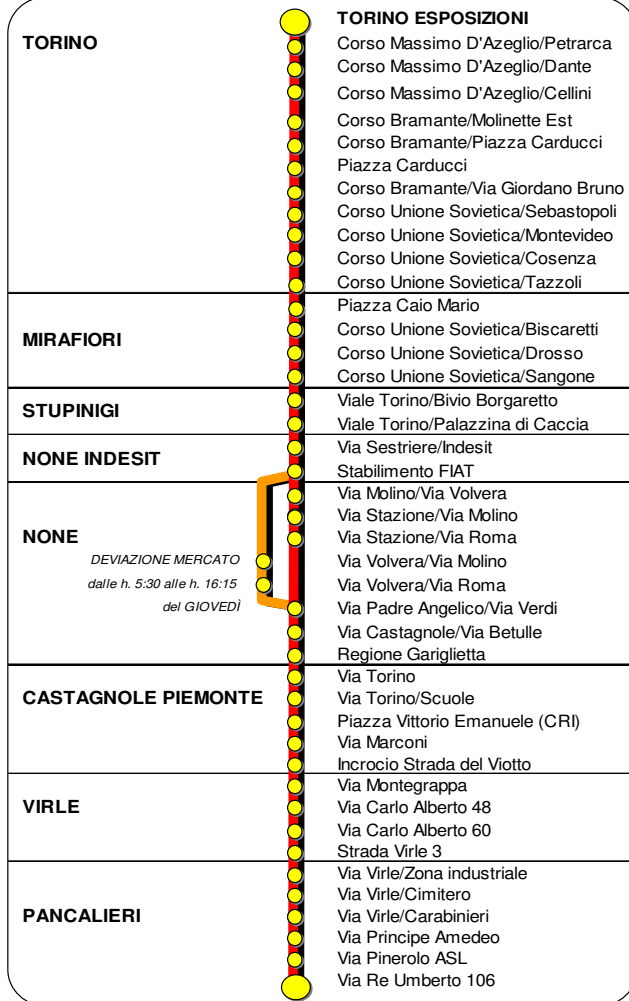 TORINO
TORINO ESPOSIZIONI
Corso Massimo D'Azeglio/Petrarca
Corso Massimo D'Azeglio/Dante
Corso Massimo D'Azeglio/Cellini
Corso Bramante/Molinette Est
Corso Bramante/Piazza Carducci
Piazza Carducci
Corso Bramante/Via Giordano Bruno
Corso Unione Sovietica/Sebastopoli
Corso Unione Sovietica/Montevideo
Corso Unione Sovietica/Cosenza
Corso Unione Sovietica/Tazzoli
MIRAFIORI
Piazza Caio Mario
Corso Unione Sovietica/Biscaretti
Corso Unione Sovietica/Drosso
Corso Unione Sovietica/Sangone
STUPINIGI
Viale Torino/Bivio Borgaretto
Viale Torino/Palazzina di Caccia
NONE INDESIT
Via Sestriere/Indesit
Stabilimento FIAT
NONE
Via Molino/Via Volvera
Via Stazione/Via Molino
Via Stazione/Via Roma
DEVIAZIONE MERCATO
dalle h. 5:30 alle h. 16:15
del GIOVEDÌ
Via Volvera/Via Molino
Via Volvera/Via Roma
Via Padre Angelico/Via Verdi
Via Castagnole/Via Betulle
Regione Gariglietta
CASTAGNOLE PIEMONTE
Via Torino
Via Torino/Scuole
Piazza Vittorio Emanuele (CRI)
Via Marconi
Incrocio Strada del Viotto
VIRLE
Via Montegrappa
Via Carlo Alberto 48
Via Carlo Alberto 60
Strada Virle 3
PANCALIERI
Via Virle/Zona industriale
Via Virle/Cimitero
Via Virle/Carabinieri
Via Principe Amedeo
Via Pinerolo ASL
Via Re Umberto 106